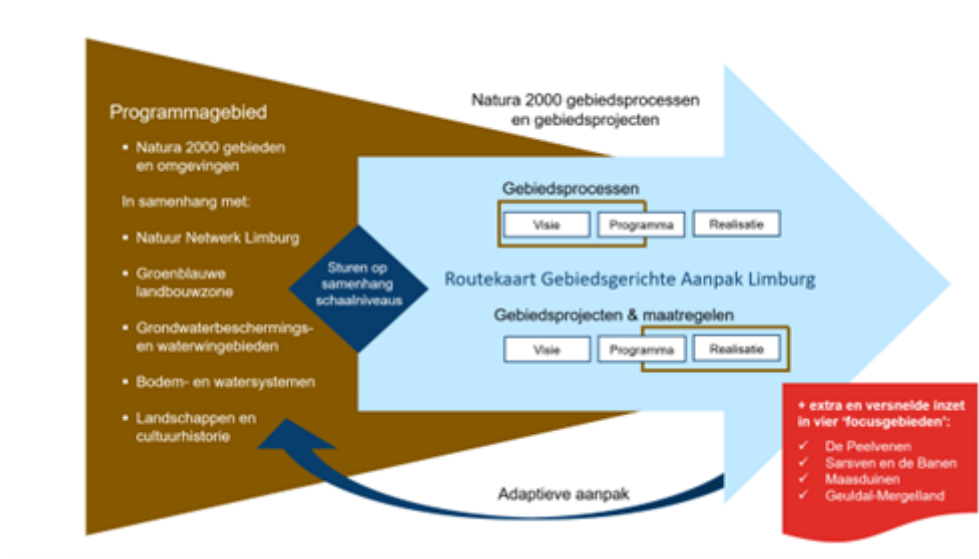 Programmagebied
▪ Natura 2000 gebieden
en omgevingen
In samenhang met:
▪ Natuur Netwerk Limburg
▪ Groenblauwe
landbouwzone
▪ Grondwaterbeschermings-
en waterwingebieden
▪ Bodem- en watersystemen
▪ Landschappen en
cultuurhistorie
Sturen op
samenhang
schaalniveaus
Natura 2000 gebiedsprocessen
en gebiedsprojecten
Gebiedsprocessen
Visie Programma Realisatie
Routekaart Gebiedsgerichte Aanpak Limburg
Gebiedsprojecten & maatregelen
Visie Programma Realisatie
Adaptieve aanpak
+ extra en versnelde inzet
in vier ‘focusgebieden’:
✓ De Peelvenen
✓ Sarsven en de Banen
✓ Maasduinen
✓ Geuldal-Mergelland